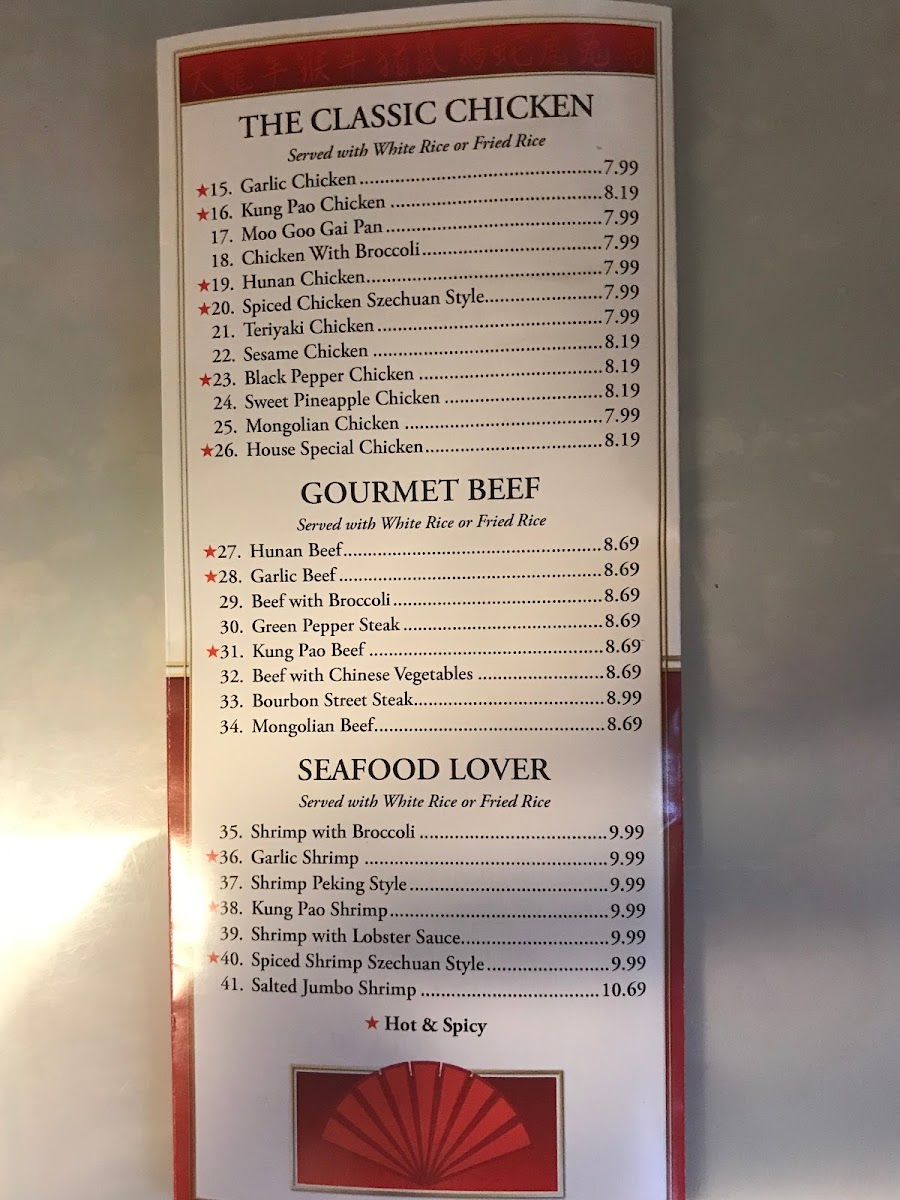 THE CLASSIC CHICKEN
Served with White Rice or Fried Rice
★15. Garlic Chicken 7.99
★16. Kung Pao Chicken 8.19
17. Moo Goo Gai Pan 7.99
18. Chicken With Broccoli 7.99
★19. Hunan Chicken 7.99
★20. Spiced Chicken Szechuan Style 7.99
21. Teriyaki Chicken 7.99
22. Sesame Chicken 8.19
★23. Black Pepper Chicken 8.19
24. Sweet Pineapple Chicken 8.19
25. Mongolian Chicken 7.99
★26. House Special Chicken 8.19
GOURMET BEEF
Served with White Rice or Fried Rice
★27. Hunan Beef 8.69
★28. Garlic Beef 8.69
29. Beef with Broccoli 8.69
30. Green Pepper Steak 8.69
★31. Kung Pao Beef 8.69
32. Beef with Chinese Vegetables 8.69
33. Bourbon Street Steak 8.99
34. Mongolian Beef 8.69
SEAFOOD LOVER
Served with White Rice or Fried Rice
35. Shrimp with Broccoli 9.99
★36. Garlic Shrimp 9.99
37. Shrimp Peking Style 9.99
★38. Kung Pao Shrimp 9.99
39. Shrimp with Lobster Sauce 9.99
★40. Spiced Shrimp Szechuan Style 9.99
41. Salted Jumbo Shrimp 10.69
★ Hot & Spicy